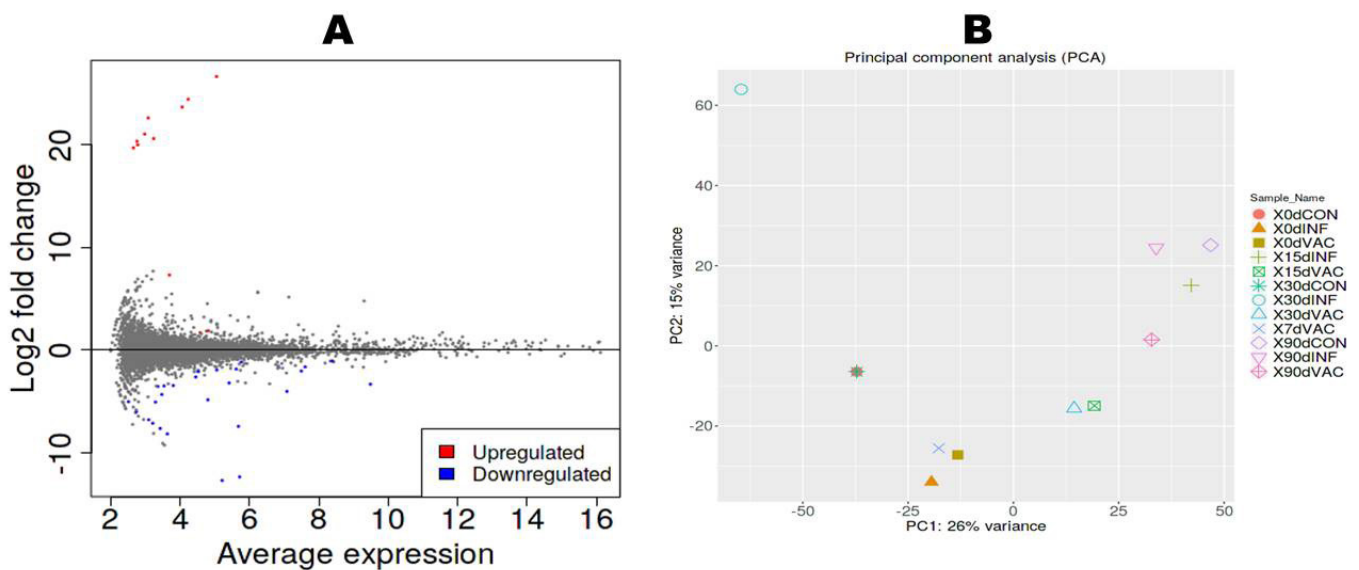 A
Log2 fold change
20
10
0
-10
Upregulated
Downregulated
2 4 6 8 10 12 14 16
Average expression
B
Principal component analysis (PCA)
PC2: 15% variance
60
40
20
0
-20
-50 -25 0 25 50
PC1: 26% variance
Sample_Name
X0dCON
X0dINF
X0dVAC
X15dINF
X15dVAC
X30dCON
X30dINF
X30dVAC
X7dVAC
X90dCON
X90dINF
X90dVAC